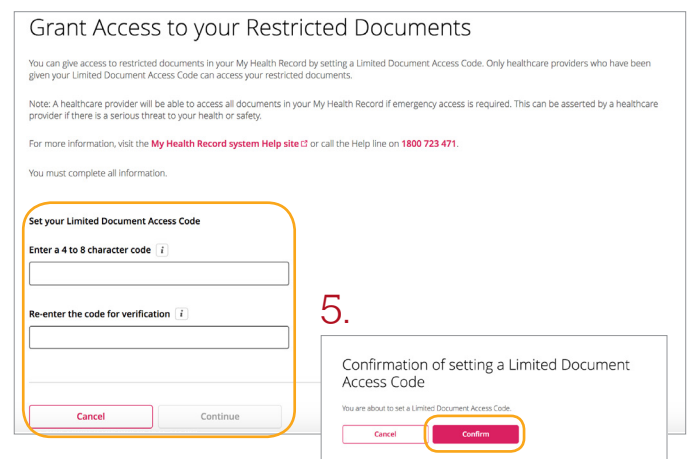 Grant Access to your Restricted Documents
You can give access to restricted documents in your My Health Record by setting a Limited Document Access Code. Only healthcare providers who have been
given your Limited Document Access Code can access your restricted documents.
Note: A healthcare provider will be able to access all documents in your My Health Record if emergency access is required. This can be asserted by a healthcare
provider if there is a serious threat to your health or safety.
For more information, visit the My Health Record system Help site or call the Help line on 1800 723 471.
You must complete all information.
Set your Limited Document Access Code
Enter a 4 to 8 character code i
Re-enter the code for verification i
Cancel Continue
5.
Confirmation of setting a Limited Document
Access Code
You are about to set a Limited Document Access Code.
Cancel Confirm